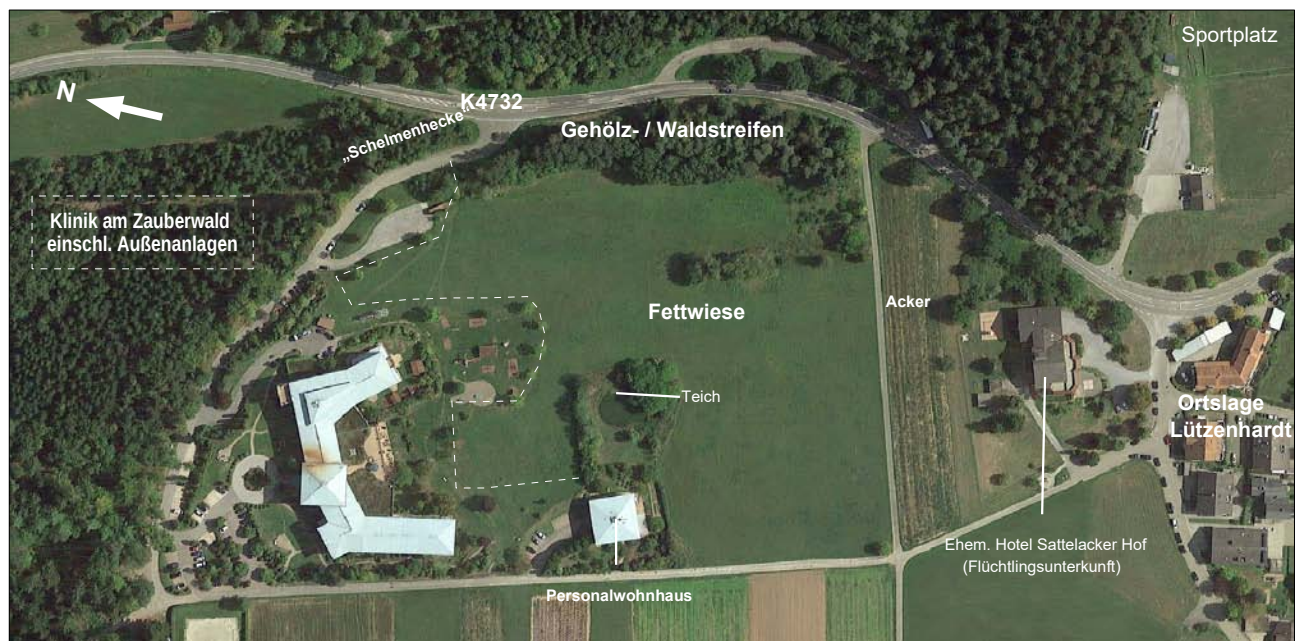 Sportplatz
N
K4732
„Schelmenhecke“
Gehölz- / Waldstreifen
Klinik am Zauberwald
einschl. Außenanlagen
Acker
Fettwiese
Teich
Ortslage
Lützenhardt
Ehem. Hotel Sattelacker Hof
(Flüchtlingsunterkunft)
Personalwohnhaus